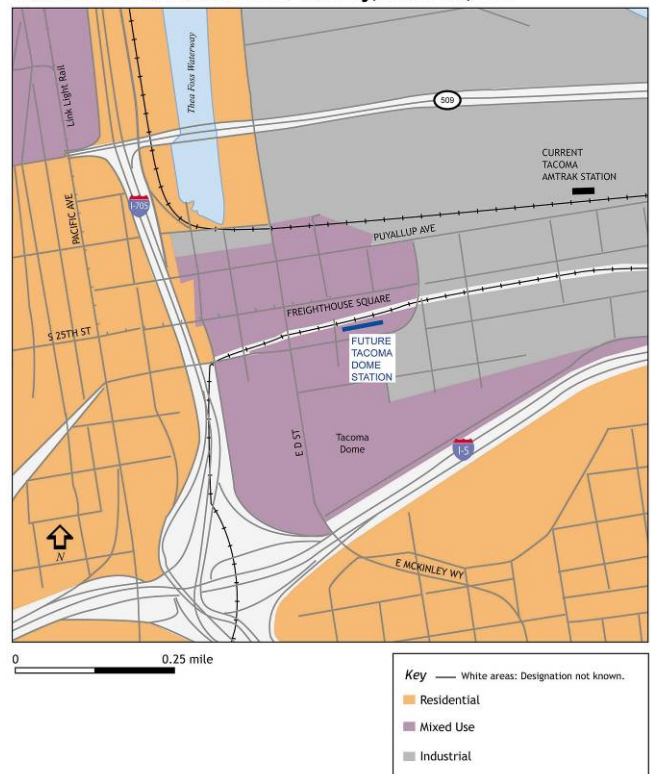 Link Light Rail
Thea Foss Waterway
509
CURRENT
TACOMA
AMTRAK STATION
PACIFIC AVE
I-705
PUYALLUP AVE
FREIGHTHOUSE SQUARE
S 25TH ST
FUTURE
TACOMA
DOME
STATION
E D ST
Tacoma
Dome
I-5
N
E MCKINLEY WY
0 0.25 mile
Key — White areas: Designation not known.
Residential
Mixed Use
Industrial